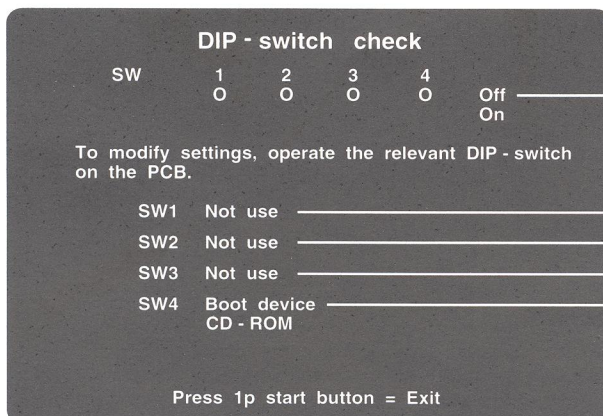 DIP - switch check
SW 1 2 3 4
O O O O Off
On
To modify settings, operate the relevant DIP - switch
on the PCB.
SW1 Not use
SW2 Not use
SW3 Not use
SW4 Boot device
CD - ROM
Press 1p start button = Exit